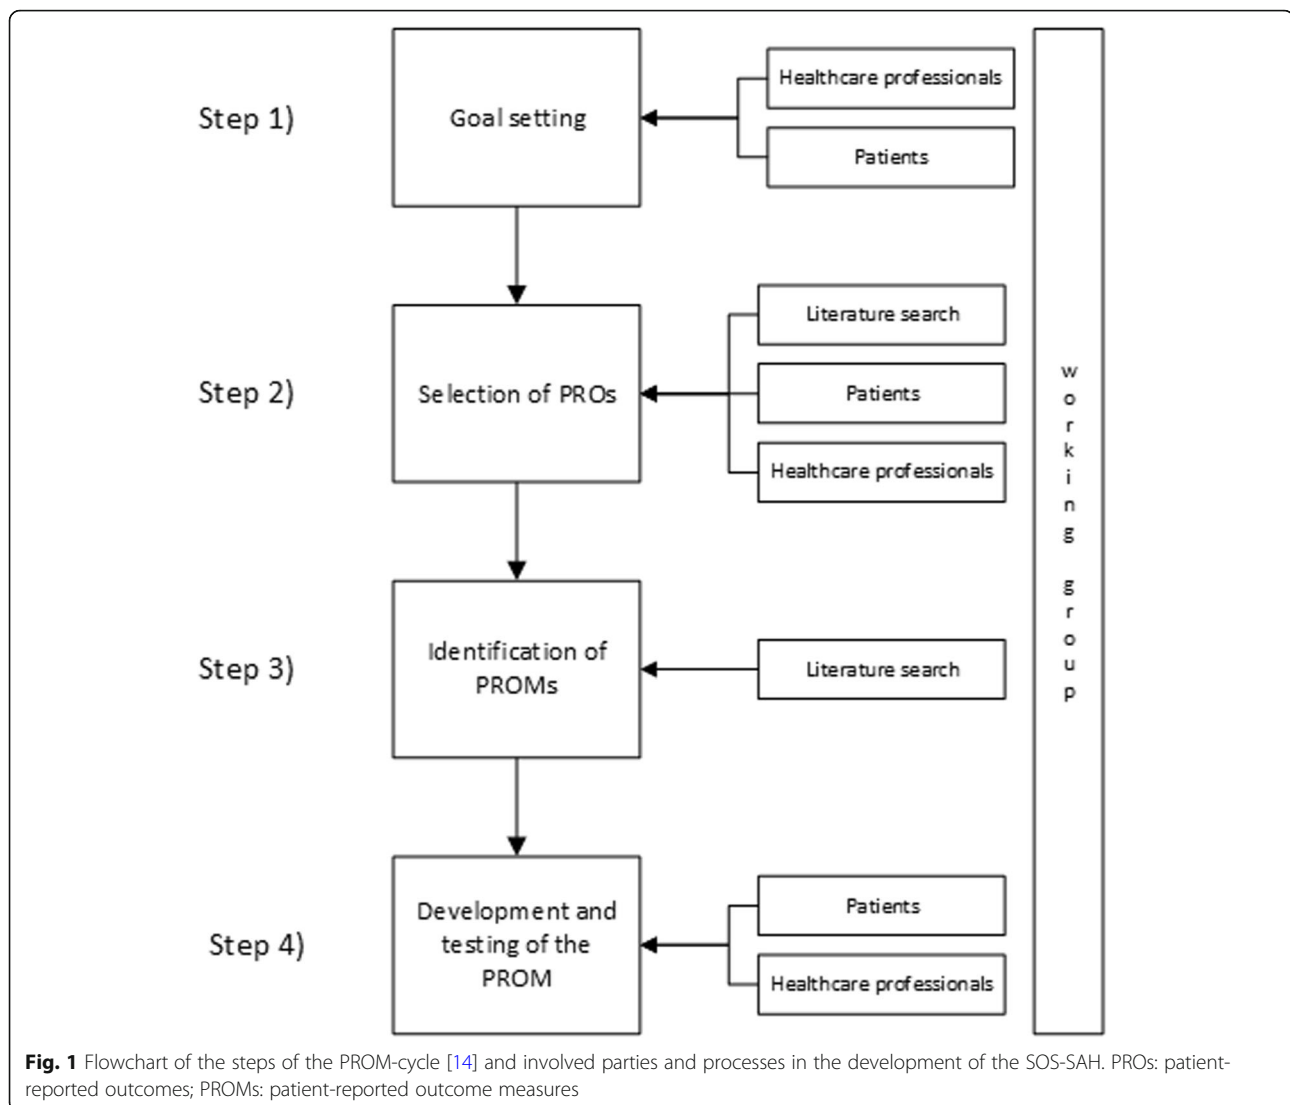 Step 1)
Goal setting
Healthcare professionals
Patients
Step 2)
Selection of PROs
Literature search
Patients
Healthcare professionals
Step 3)
Identification of
PROMs
Literature search
Step 4)
Development and
testing of the
PROM
Patients
Healthcare professionals
working group
Fig. 1 Flowchart of the steps of the PROM-cycle [14] and involved parties and processes in the development of the SOS-SAH. PROs: patient-
reported outcomes; PROMs: patient-reported outcome measures